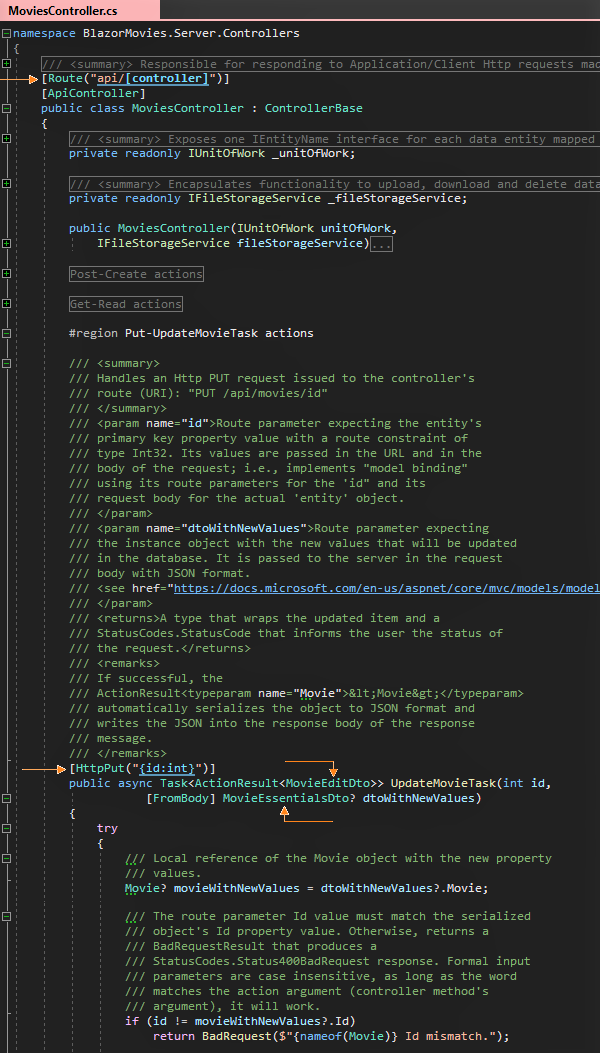 MoviesController.cs
namespace BlazorMovies.Server.Controllers
{
/// <summary> Responsible for responding to Application/Client Http requests mad
[Route("api/[controller]")]
[ApiController]
public class MoviesController : ControllerBase
{
/// <summary> Exposes one IEntityName interface for each data entity mapped
private readonly IUnitOfWork _unitOfWork;
/// <summary> Encapsulates functionality to upload, download and delete data
private readonly IFileStorageService _fileStorageService;
public MoviesController(IUnitOfWork unitOfWork,
IFileStorageService fileStorageService)...
Post-Create actions
Get-Read actions
#region Put-UpdateMovieTask actions
/// <summary>
/// Handles an Http PUT request issued to the controller's
/// route (URI): "PUT /api/movies/id"
/// </summary>
/// <param name="id">Route parameter expecting the entity's
/// primary key property value with a route constraint of
/// type Int32. Its values are passed in the URL and in the
/// body of the request; i.e., implements "model binding"
/// using its route parameters for the 'id" and its
/// request body for the actual 'entity' object.
/// </param>
/// <param name="dtoWithNewValues">Route parameter expecting
/// the instance object with the new values that will be updated
/// in the database. It is passed to the server in the request
/// body with JSON format.
/// <see href="https://docs.microsoft.com/en-us/aspnet/core/mvc/models/model
/// </param>
/// <returns>A type that wraps the updated item and a
/// StatusCodes.StatusCode that informs the user the status of
/// the request.</returns>
/// <remarks>
/// If successful, the
/// ActionResult<typeparam name="Movie">&lt;Movie&gt;</typeparam>
/// automatically serializes the object to JSON format and
/// writes the JSON into the response body of the response
/// message.
/// </remarks>
[HttpPut("{id:int}")]
public async Task<ActionResult<MovieEditDto>> UpdateMovieTask(int id,
[FromBody] MovieEssentialsDto? dtoWithNewValues)
{
try
{
/// Local reference of the Movie object with the new property
/// values.
Movie? movieWithNewValues = dtoWithNewValues?.Movie;
/// The route parameter Id value must match the serialized
/// object's Id property value. Otherwise, returns a
/// BadRequestResult that produces a
/// StatusCodes.Status400BadRequest response. Formal input
/// parameters are case insensitive, as long as the word
/// matches the action argument (controller method's
/// argument), it will work.
if (id != movieWithNewValues?.Id)
return BadRequest($"{nameof(Movie)} Id mismatch.");